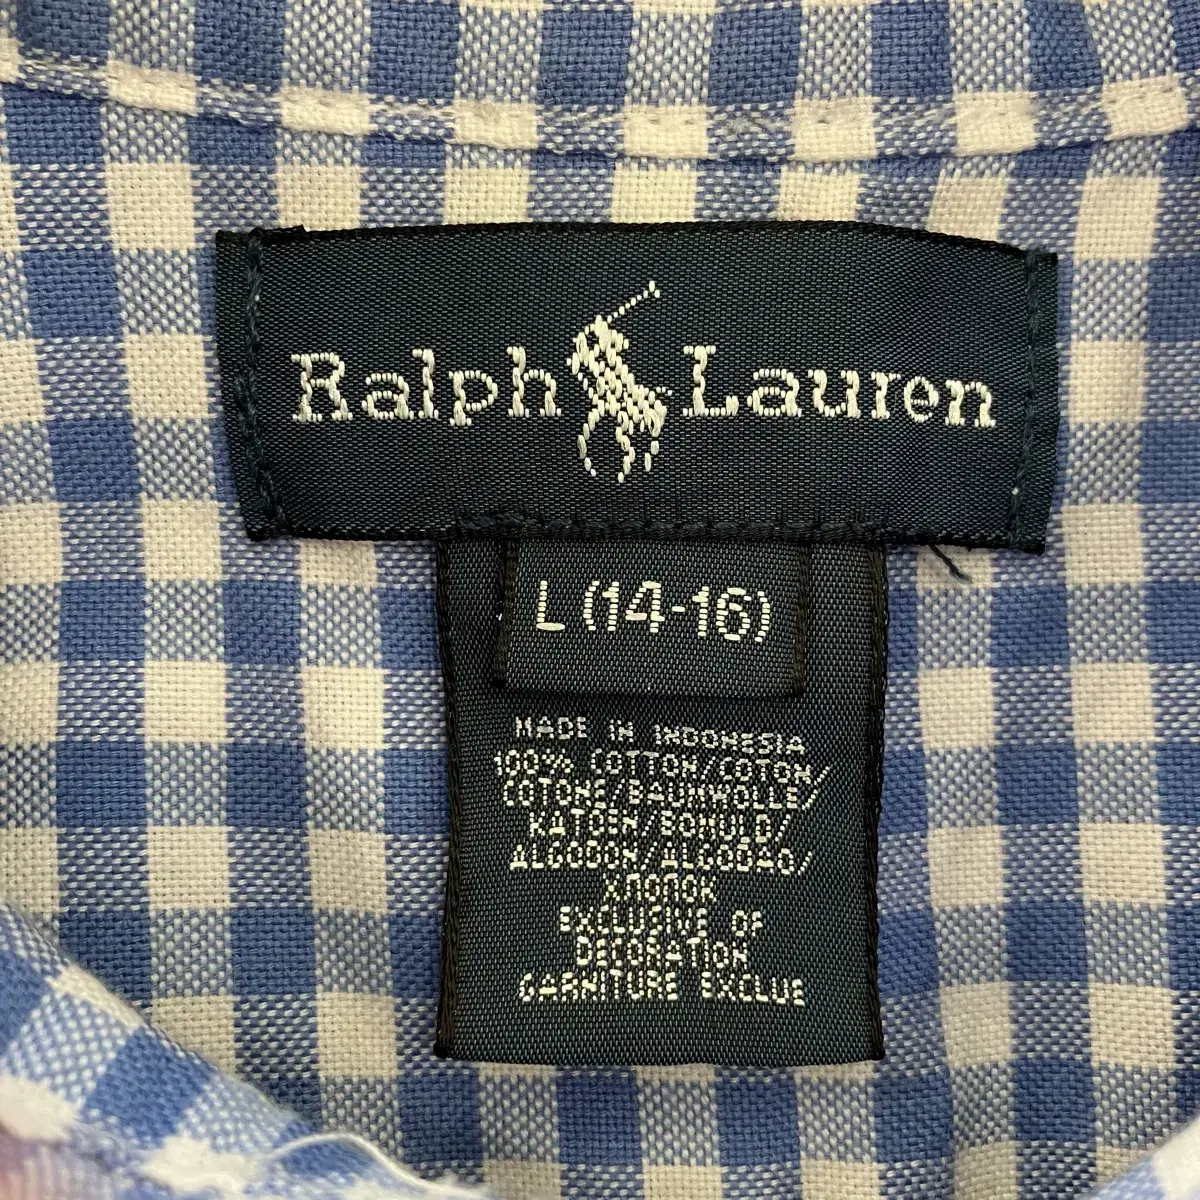 Ralph Lauren
L (14-16)
MADE IN INDONESIA
100% COTTON/COTON/
COTONE/BAUMWOLLE/
KATOEN/BOMULD/
ALGODON/ALGODAO/
ХЛОПОК
EXCLUSIVE OF
DECORATION
GARNITURE EXCLUE